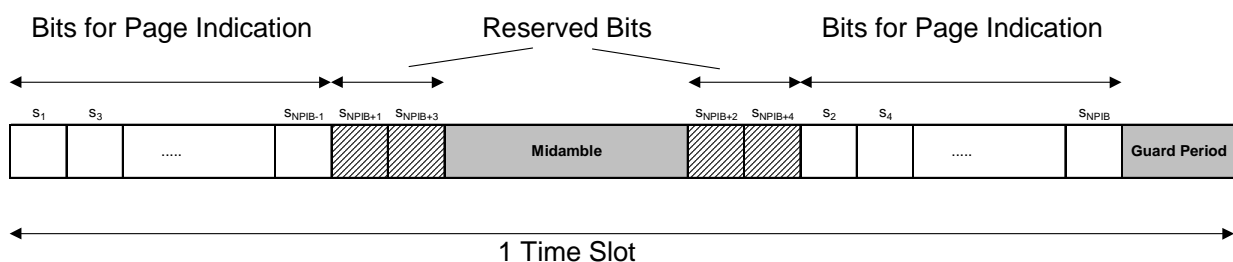 Bits for Page Indication Reserved Bits Bits for Page Indication
s1 s3 sNPIB-1 sNPIB+1 sNPIB+3 sNPIB+2 sNPIB+4 s2 s4 sNPIB
..... Midamble ..... Guard Period
1 Time Slot